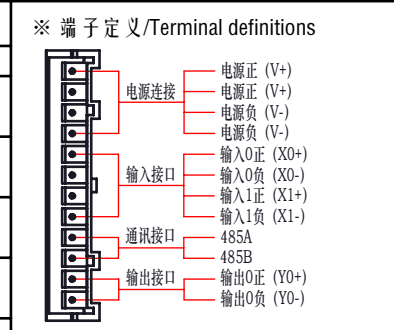 ※ 端子定义/Terminal definitions
电源连接
电源正 (V+)
电源正 (V+)
电源负 (V-)
电源负 (V-)
输入接口
输入0正 (X0+)
输入0负 (X0-)
输入1正 (X1+)
输入1负 (X1-)
通讯接口
485A
485B
输出接口
输出0正 (Y0+)
输出0负 (Y0-)